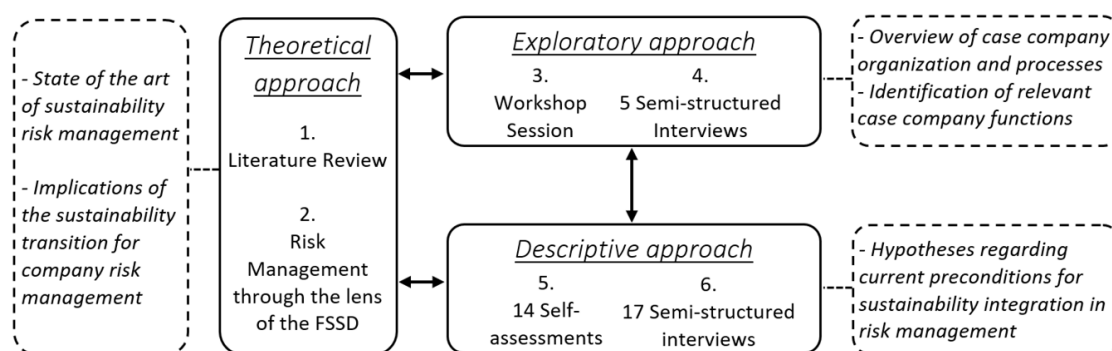 - State of the art
of sustainability
risk management
- Implications of
the sustainability
transition for
company risk
management
Theoretical
approach
1.
Literature Review
2.
Risk
Management
through the lens
of the FSSD
Exploratory approach
3.
Workshop
Session
4.
5 Semi-structured
Interviews
- Overview of case company
organization and processes
- Identification of relevant
case company functions
Descriptive approach
5.
14 Self-
assessments
6.
17 Semi-structured
interviews
- Hypotheses regarding
current preconditions for
sustainability integration in
risk management